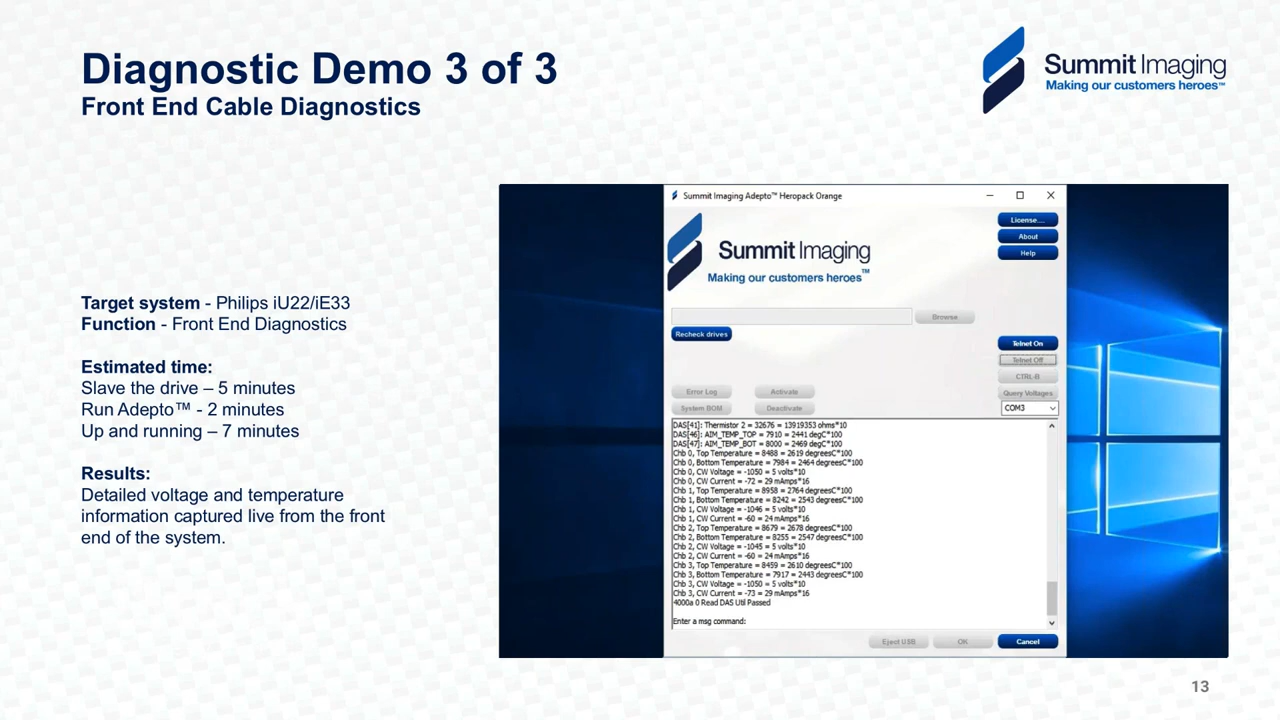 Diagnostic Demo 3 of 3
Front End Cable Diagnostics
Summit Imaging
Making our customers heroes™
Target system - Philips iU22/iE33
Function - Front End Diagnostics
Estimated time:
Slave the drive – 5 minutes
Run Adepto™ - 2 minutes
Up and running – 7 minutes
Results:
Detailed voltage and temperature
information captured live from the front
end of the system.
Summit Imaging Adepto™ Heropack Orange
License....
About
Help
Summit Imaging
Making our customers heroes™
Browse
Recheck drives
Telnet On
Telnet Off
CTRL-B
Query Voltages
COM3
Error Log
Activate
System BOM
Deactivate
DAS[41]: Thermistor 2 = 32676 = 13919353 ohms*10
DAS[46]: AIM_TEMP_TOP = 7910 = 2441 degC*100
DAS[47]: AIM_TEMP_BOT = 8000 = 2469 degC*100
Chb 0, Top Temperature = 8488 = 2619 degreesC*100
Chb 0, Bottom Temperature = 7984 = 2464 degreesC*100
Chb 0, CW Voltage = -1050 = 5 volts*10
Chb 0, CW Current = -72 = 29 mAmps*16
Chb 1, Top Temperature = 8958 = 2764 degreesC*100
Chb 1, Bottom Temperature = 8242 = 2543 degreesC*100
Chb 1, CW Voltage = -1046 = 5 volts*10
Chb 1, CW Current = -60 = 24 mAmps*16
Chb 2, Top Temperature = 8679 = 2678 degreesC*100
Chb 2, Bottom Temperature = 8255 = 2547 degreesC*100
Chb 2, CW Voltage = -1045 = 5 volts*10
Chb 2, CW Current = -60 = 24 mAmps*16
Chb 3, Top Temperature = 8459 = 2610 degreesC*100
Chb 3, Bottom Temperature = 7917 = 2443 degreesC*100
Chb 3, CW Voltage = -1050 = 5 volts*10
Chb 3, CW Current = -73 = 29 mAmps*16
4000a 0 Read DAS Util Passed
Enter a msg command:
Eject USB
OK
Cancel
13